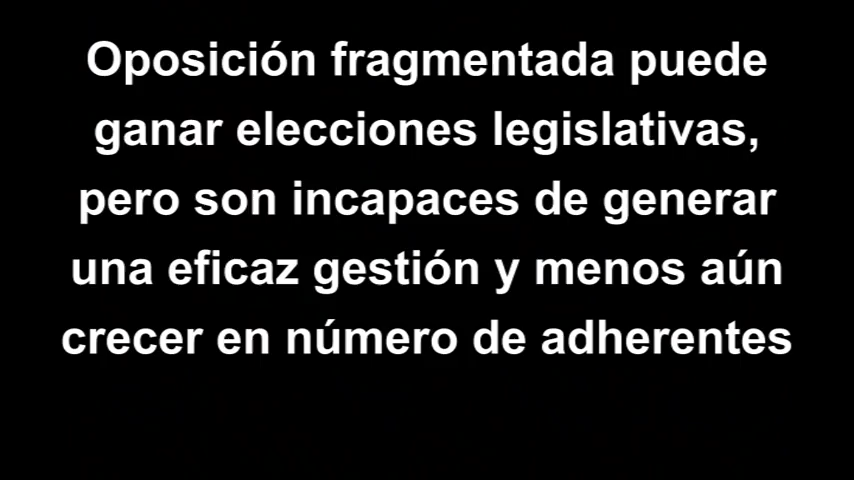 Oposición fragmentada puede
ganar elecciones legislativas,
pero son incapaces de generar
una eficaz gestión y menos aún
crecer en número de adherentes